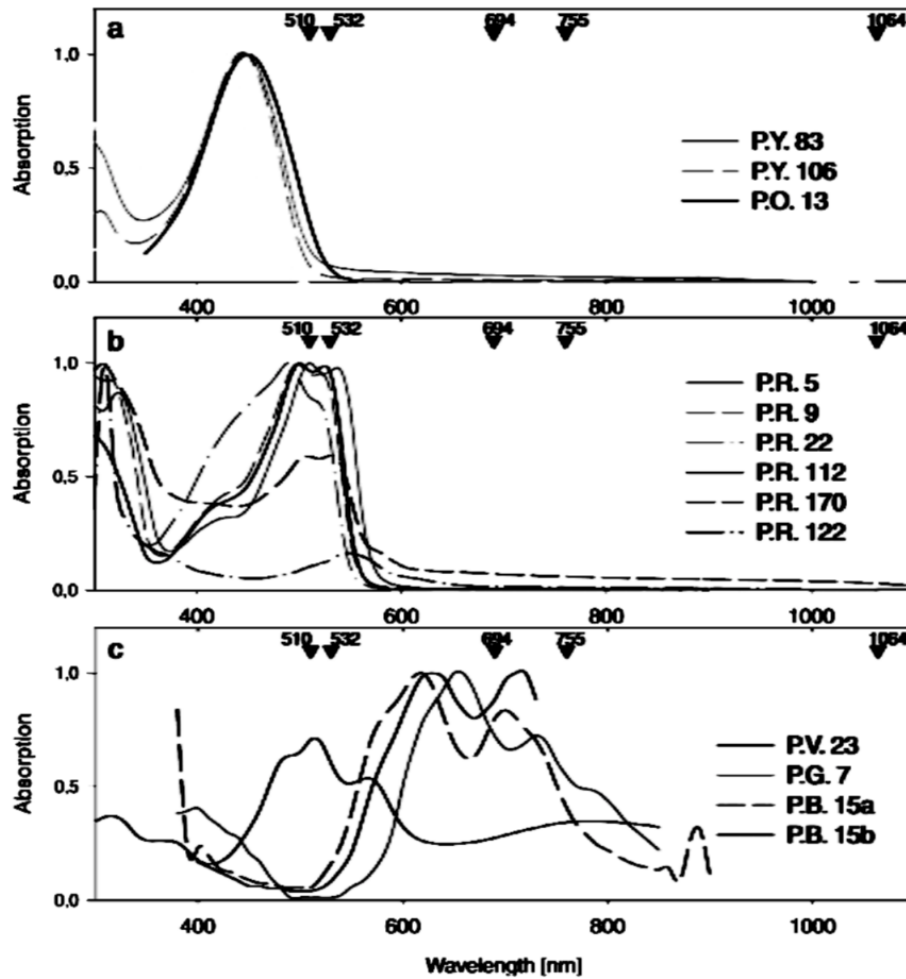 a
510 532 694 755 1064
1.0
0.5
0.0
Absorption
P.Y. 83
P.Y. 106
P.O. 13
400 600 800 1000
b
510 532 694 755 1064
1.0
0.5
0.0
Absorption
P.R. 5
P.R. 9
P.R. 22
P.R. 112
P.R. 170
P.R. 122
400 600 800 1000
c
510 532 694 755 1064
1.0
0.5
0.0
Absorption
P.V. 23
P.G. 7
P.B. 15a
P.B. 15b
400 600 800 1000
Wavelength [nm]